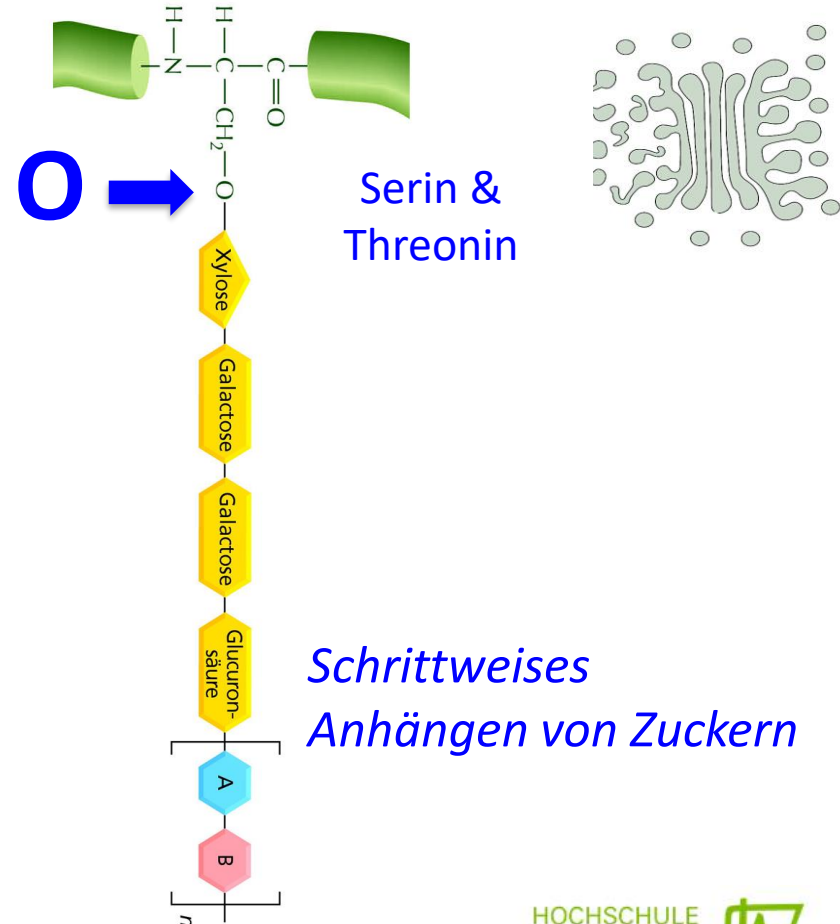 H H
N C C
O
CH2
O
O
Serin &
Threonin
Xylose
Galactose
Galactose
Glucuron-
säure
Schrittweises
Anhängen von Zuckern
A
B
n
HOCHSCHULE